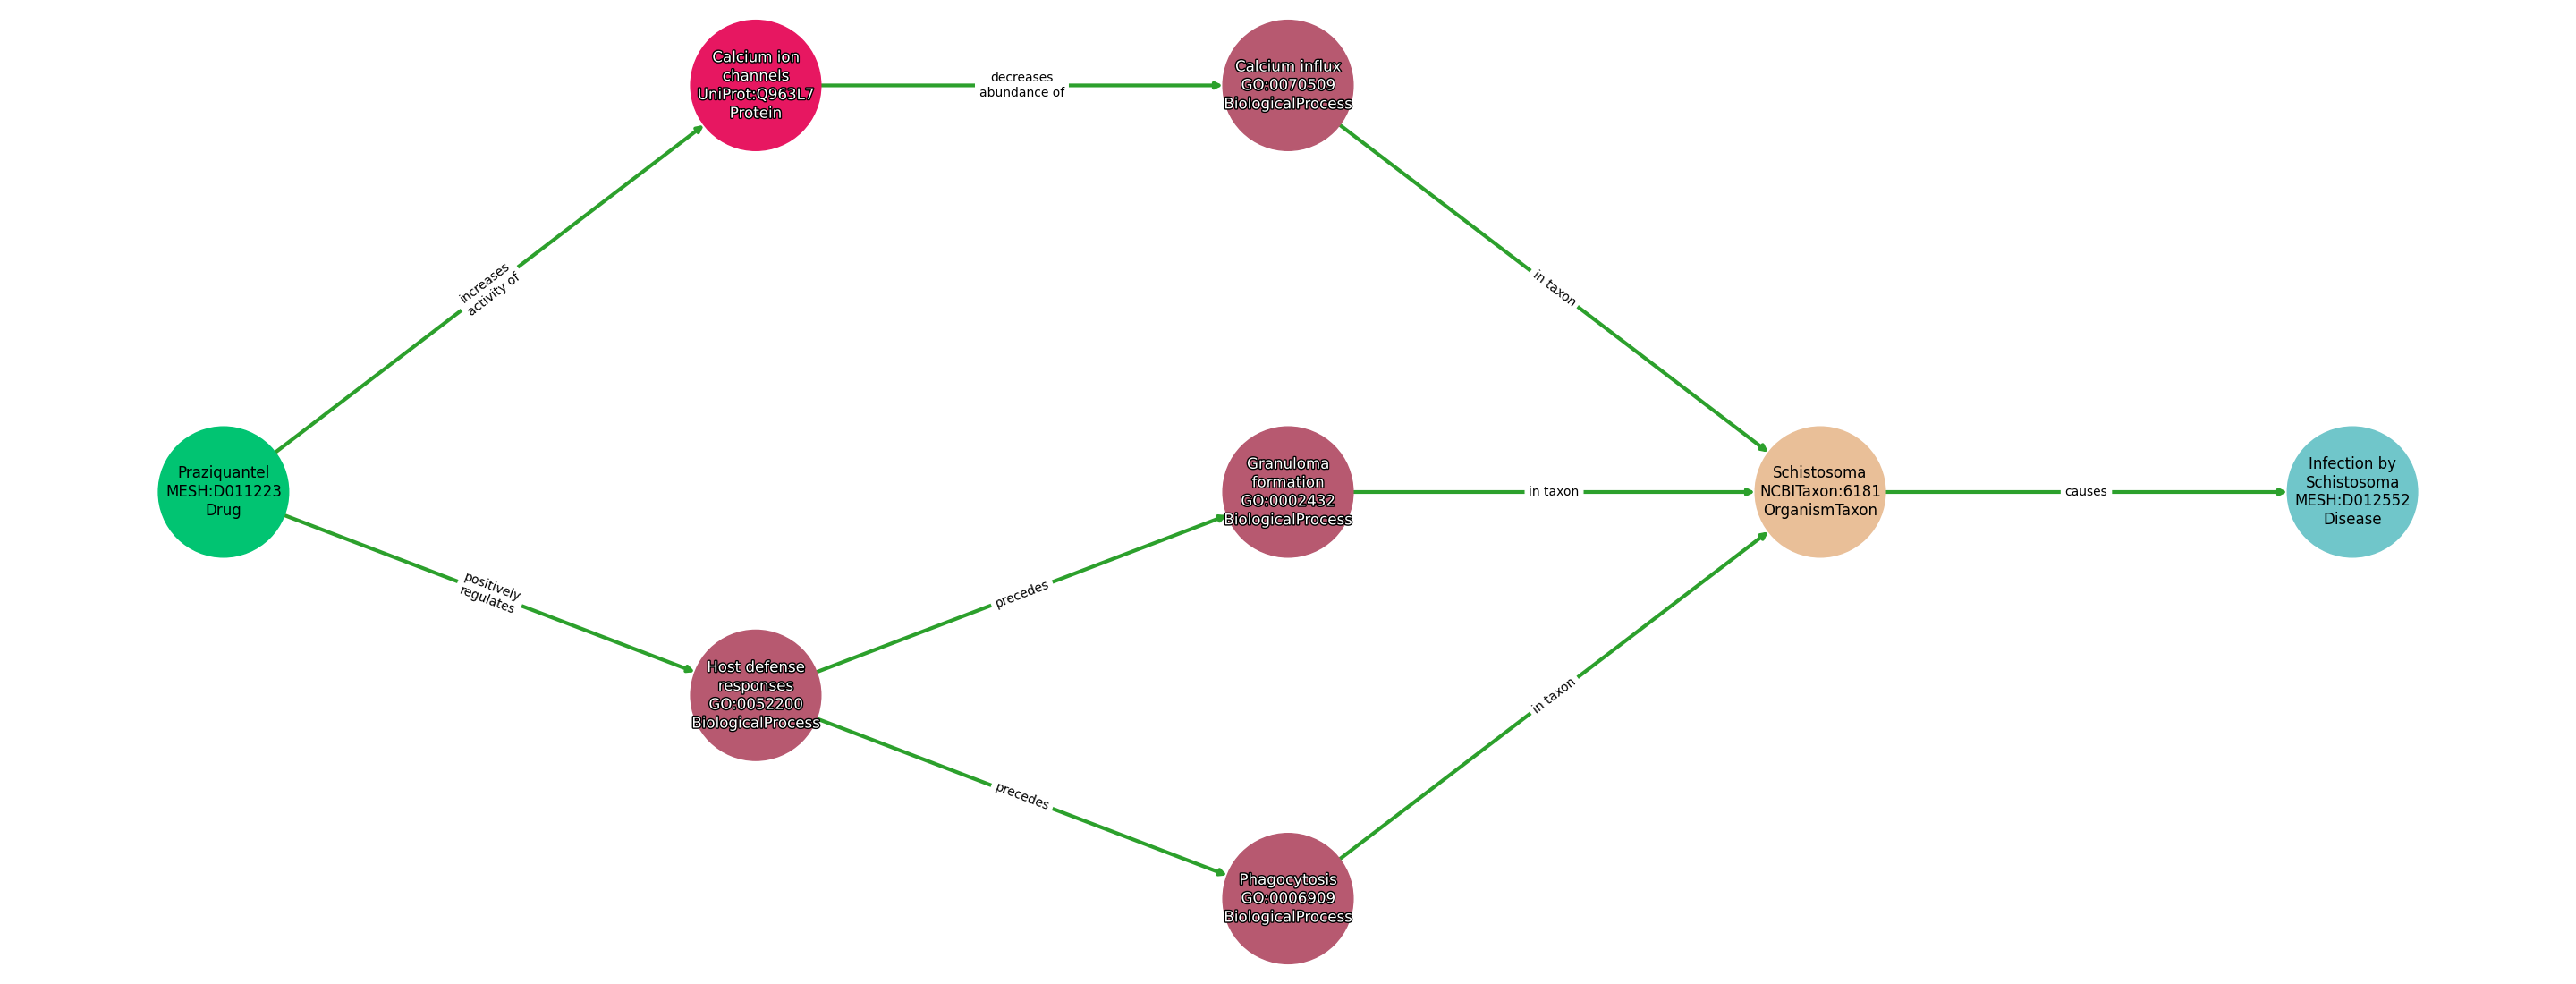 Calcium ion
channels
UniProt:Q963L7
Protein
decreases
abundance of
Calcium influx
GO:0070509
BiologicalProcess
increases
activity of
in taxon
Praziquantel
MESH:D011223
Drug
Granuloma
formation
GO:0002432
BiologicalProcess
in taxon
Schistosoma
NCBITaxon:6181
OrganismTaxon
causes
Infection by
Schistosoma
MESH:D012552
Disease
positively
regulates
precedes
Host defense
responses
GO:0052200
BiologicalProcess
in taxon
precedes
Phagocytosis
GO:0006909
BiologicalProcess